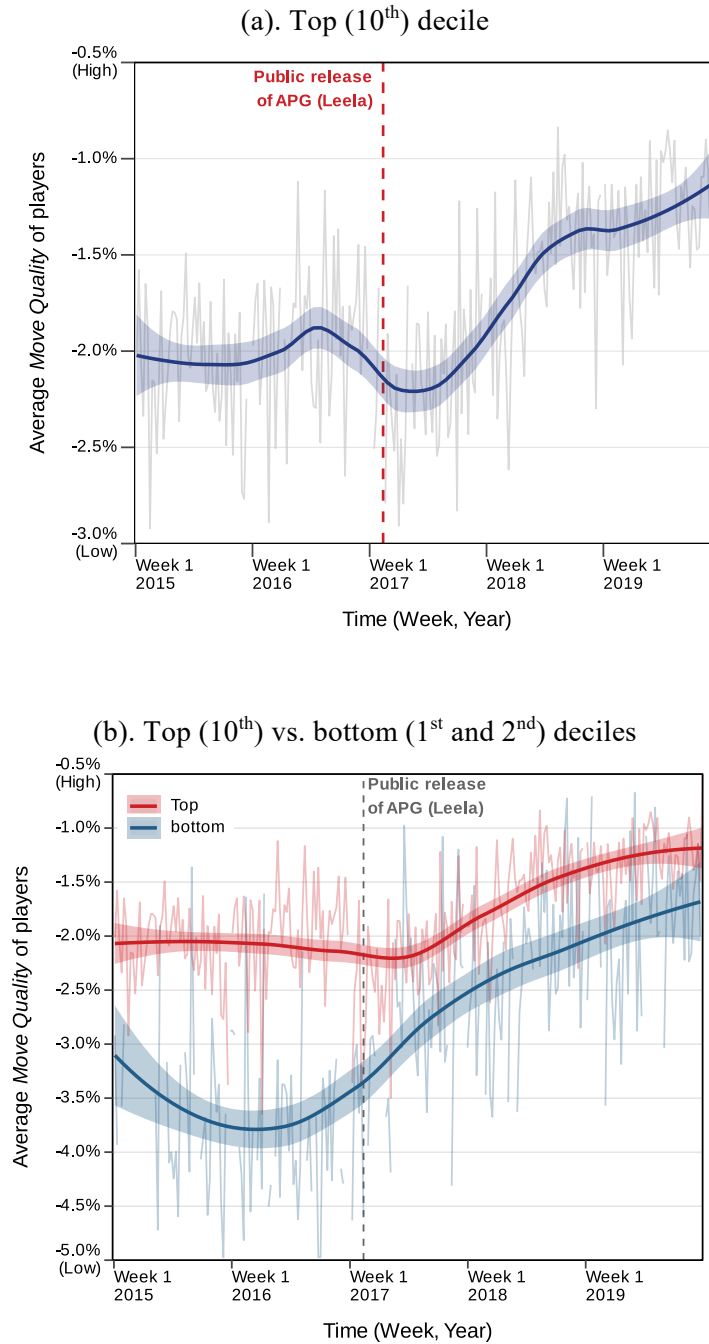 (a). Top (10th) decile
-0.5%
(High)
Public release
of APG (Leela)
-1.0%
-1.5%
-2.0%
-2.5%
-3.0%
(Low)
Average Move Quality of players
Week 1
2015
Week 1
2016
Week 1
2017
Week 1
2018
Week 1
2019
Time (Week, Year)
(b). Top (10th) vs. bottom (1st and 2nd) deciles
-0.5%
(High)
Public release
of APG (Leela)
Top
bottom
-1.0%
-1.5%
-2.0%
-2.5%
-3.0%
-3.5%
-4.0%
-4.5%
-5.0%
(Low)
Average Move Quality of players
Week 1
2015
Week 1
2016
Week 1
2017
Week 1
2018
Week 1
2019
Time (Week, Year)